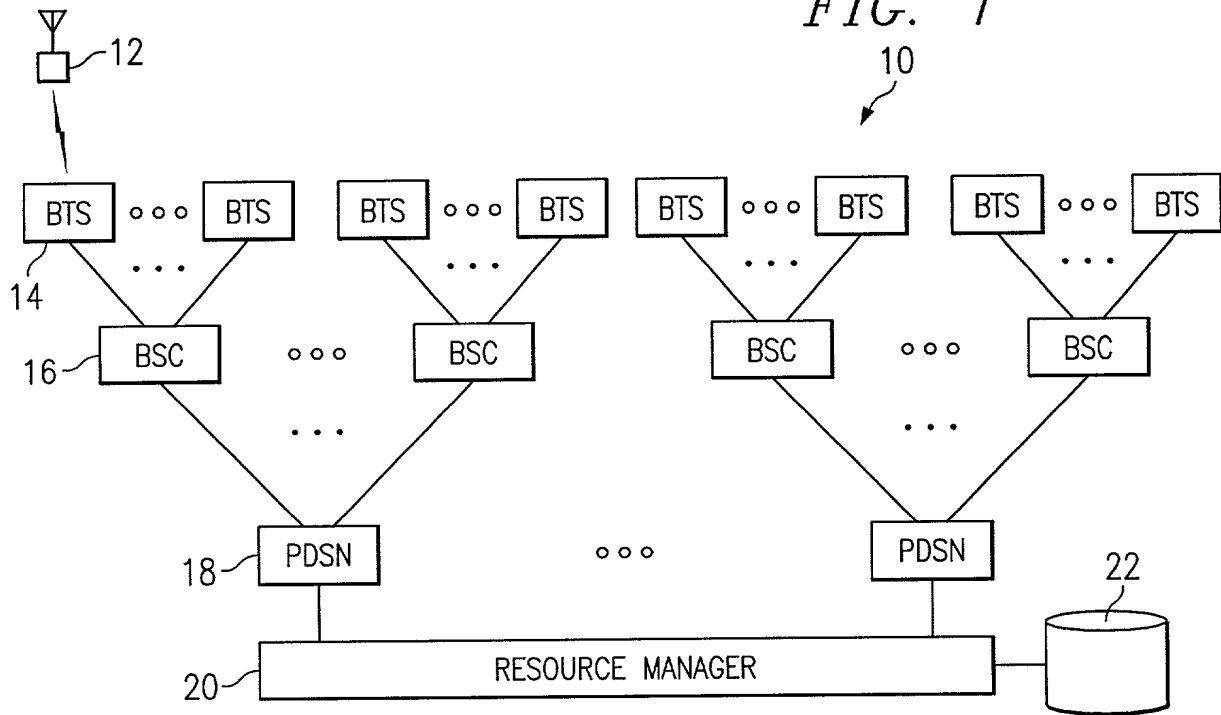 FIG. 1
12
10
BTS BTS BTS BTS BTS BTS BTS BTS
14
16 BSC BSC BSC BSC
18 PDSN PDSN
22
20 RESOURCE MANAGER